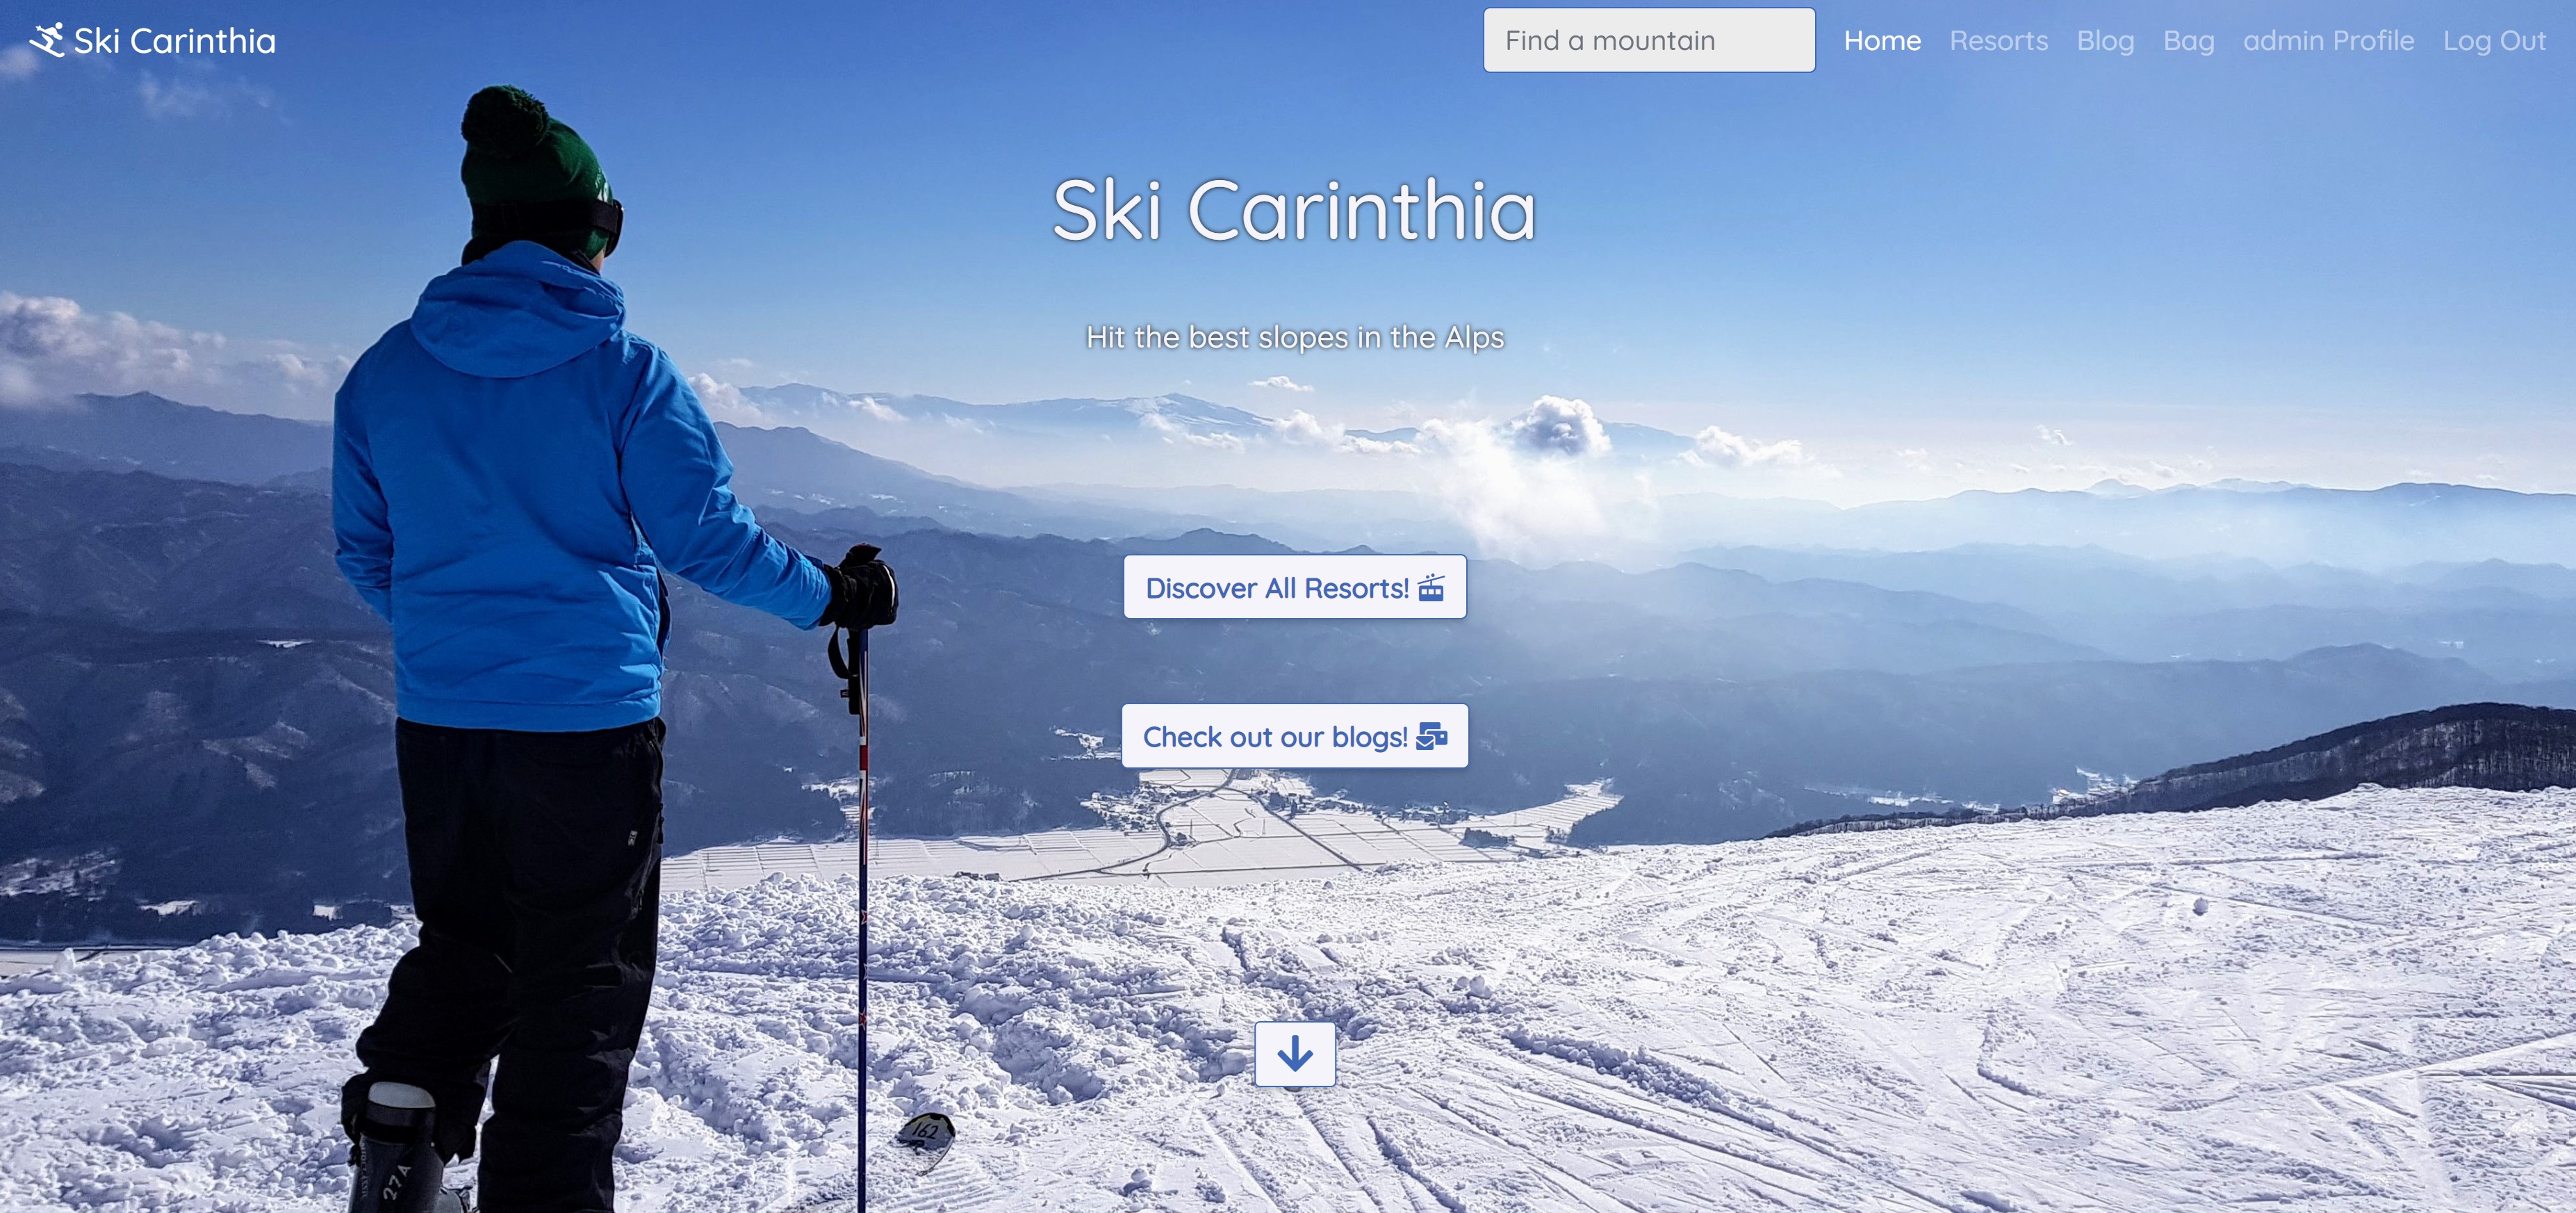 Ski Carinthia
Find a mountain
Home Resorts Blog Bag admin Profile Log Out
Ski Carinthia
Hit the best slopes in the Alps
Discover All Resorts!
Check out our blogs!
162
27A